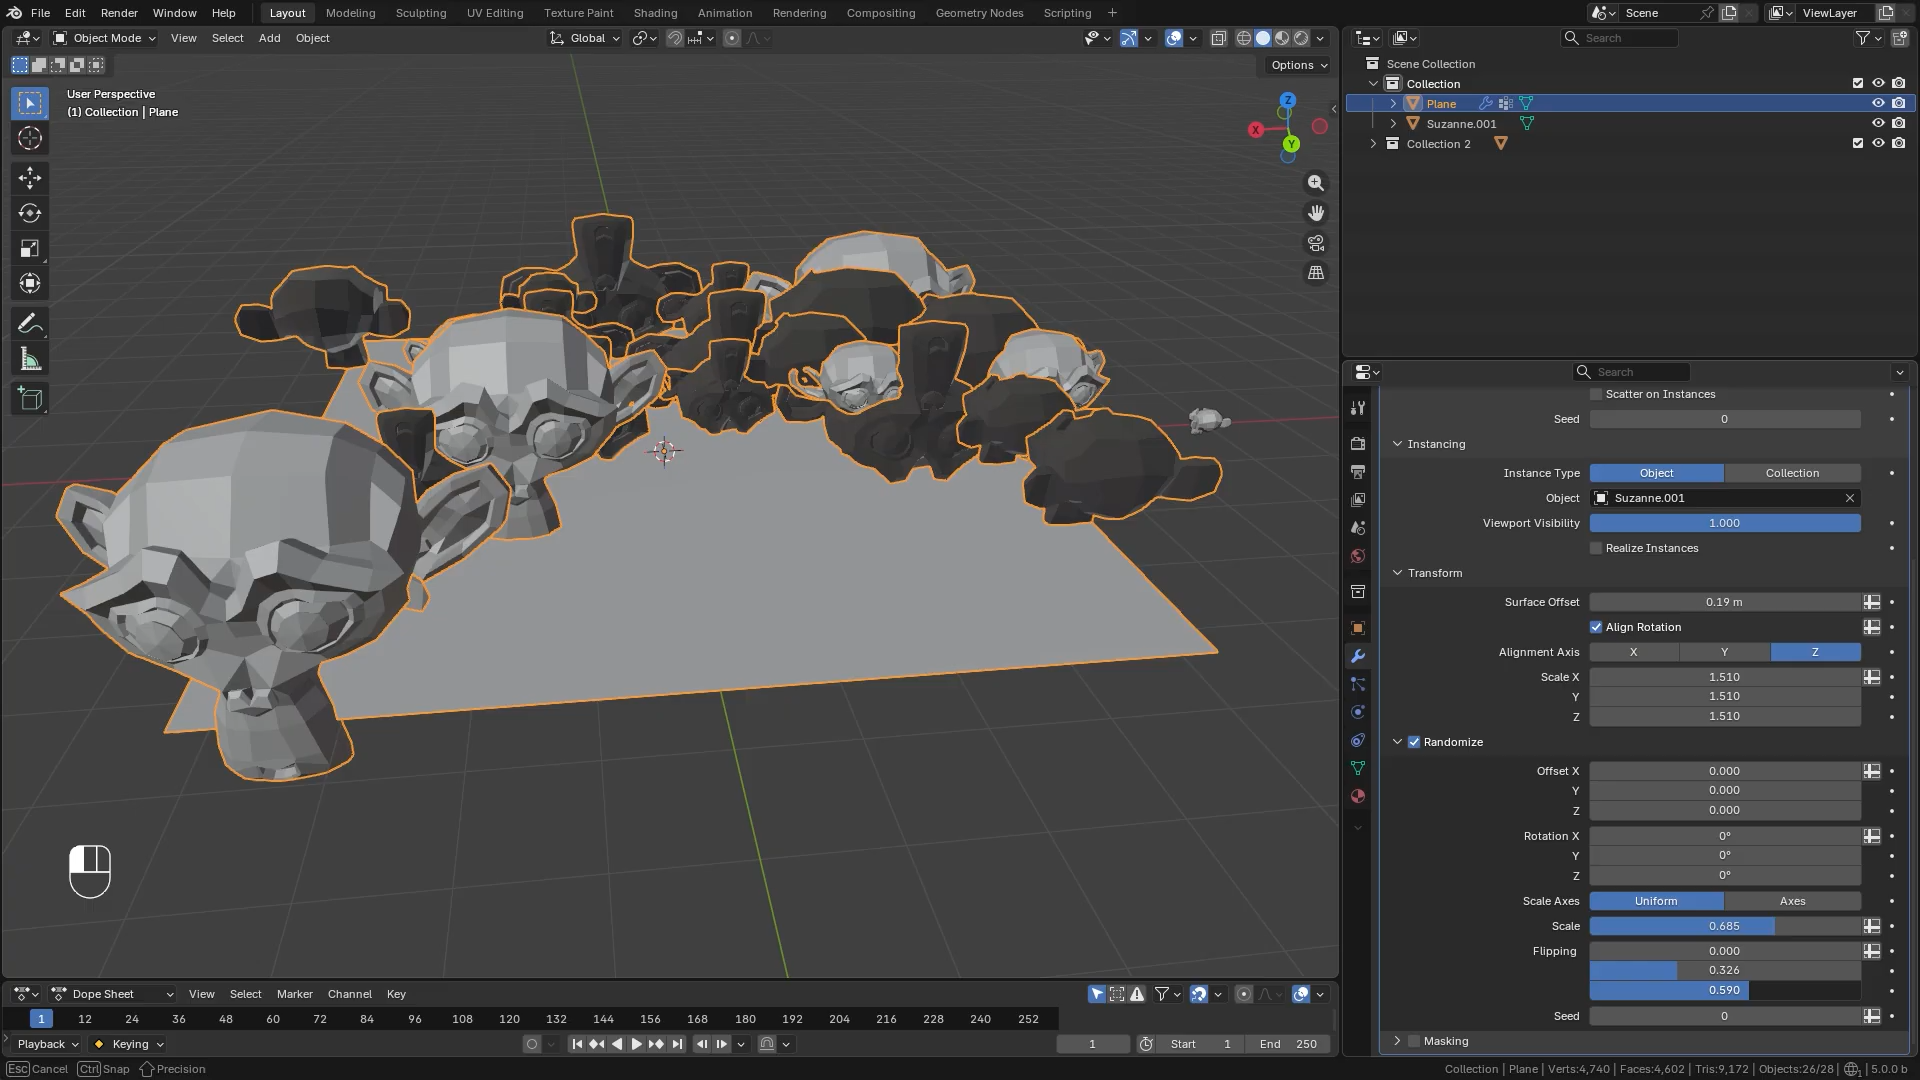 File Edit Render Window Help Layout Modeling Sculpting UV Editing Texture Paint Shading Animation Rendering Compositing Geometry Nodes Scripting + Scene ViewLayer
Object Mode View Select Add Object Global Search
Options
User Perspective
(1) Collection | Plane
Z
X
Y
Scene Collection
Collection
Plane
Suzanne.001
Collection 2
Search
Scatter on Instances
Seed 0
Instancing
Instance Type Object Collection
Object Suzanne.001
Viewport Visibility 1.000
Realize Instances
Transform
Surface Offset 0.19 m
Align Rotation
Alignment Axis X Y Z
Scale X 1.510
Y 1.510
Z 1.510
Randomize
Offset X 0.000
Y 0.000
Z 0.000
Rotation X 0°
Y 0°
Z 0°
Scale Axes Uniform Axes
Scale 0.685
Flipping 0.000
0.326
0.590
Seed 0
Masking
Dope Sheet View Select Marker Channel Key
1 12 24 36 48 60 72 84 96 108 120 132 144 156 168 180 192 204 216 228 240 252
Playback Keying 1 Start 1 End 250
Esc Cancel Ctrl Snap Precision Collection | Plane | Verts:4,740 | Faces:4,602 | Tris:9,172 | Objects:26/28 | 5.0.0 b